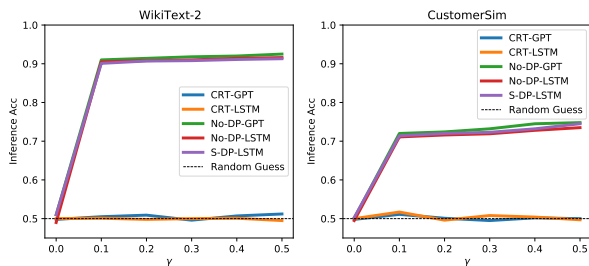 WikiText-2
1.0
0.9
0.8
0.7
0.6
0.5
Inference Acc
CRT-GPT
CRT-LSTM
No-DP-GPT
No-DP-LSTM
S-DP-LSTM
Random Guess
0.0 0.1 0.2 0.3 0.4 0.5
γ
CustomerSim
1.0
0.9
0.8
0.7
0.6
0.5
Inference Acc
CRT-GPT
CRT-LSTM
No-DP-GPT
No-DP-LSTM
S-DP-LSTM
Random Guess
0.0 0.1 0.2 0.3 0.4 0.5
γ